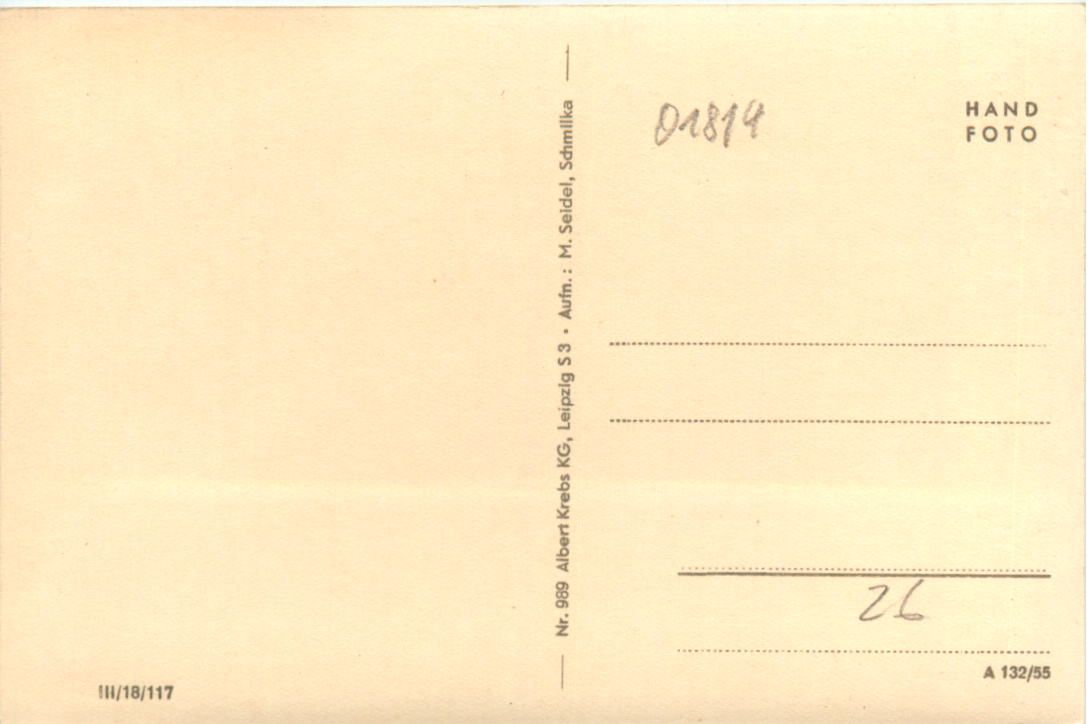 III/18/117
Nr. 989 Albert Krebs KG, Leipzig S 3 • Aufn.: M. Seidel, Schmilka
01814
HAND
FOTO
26
A 132/55